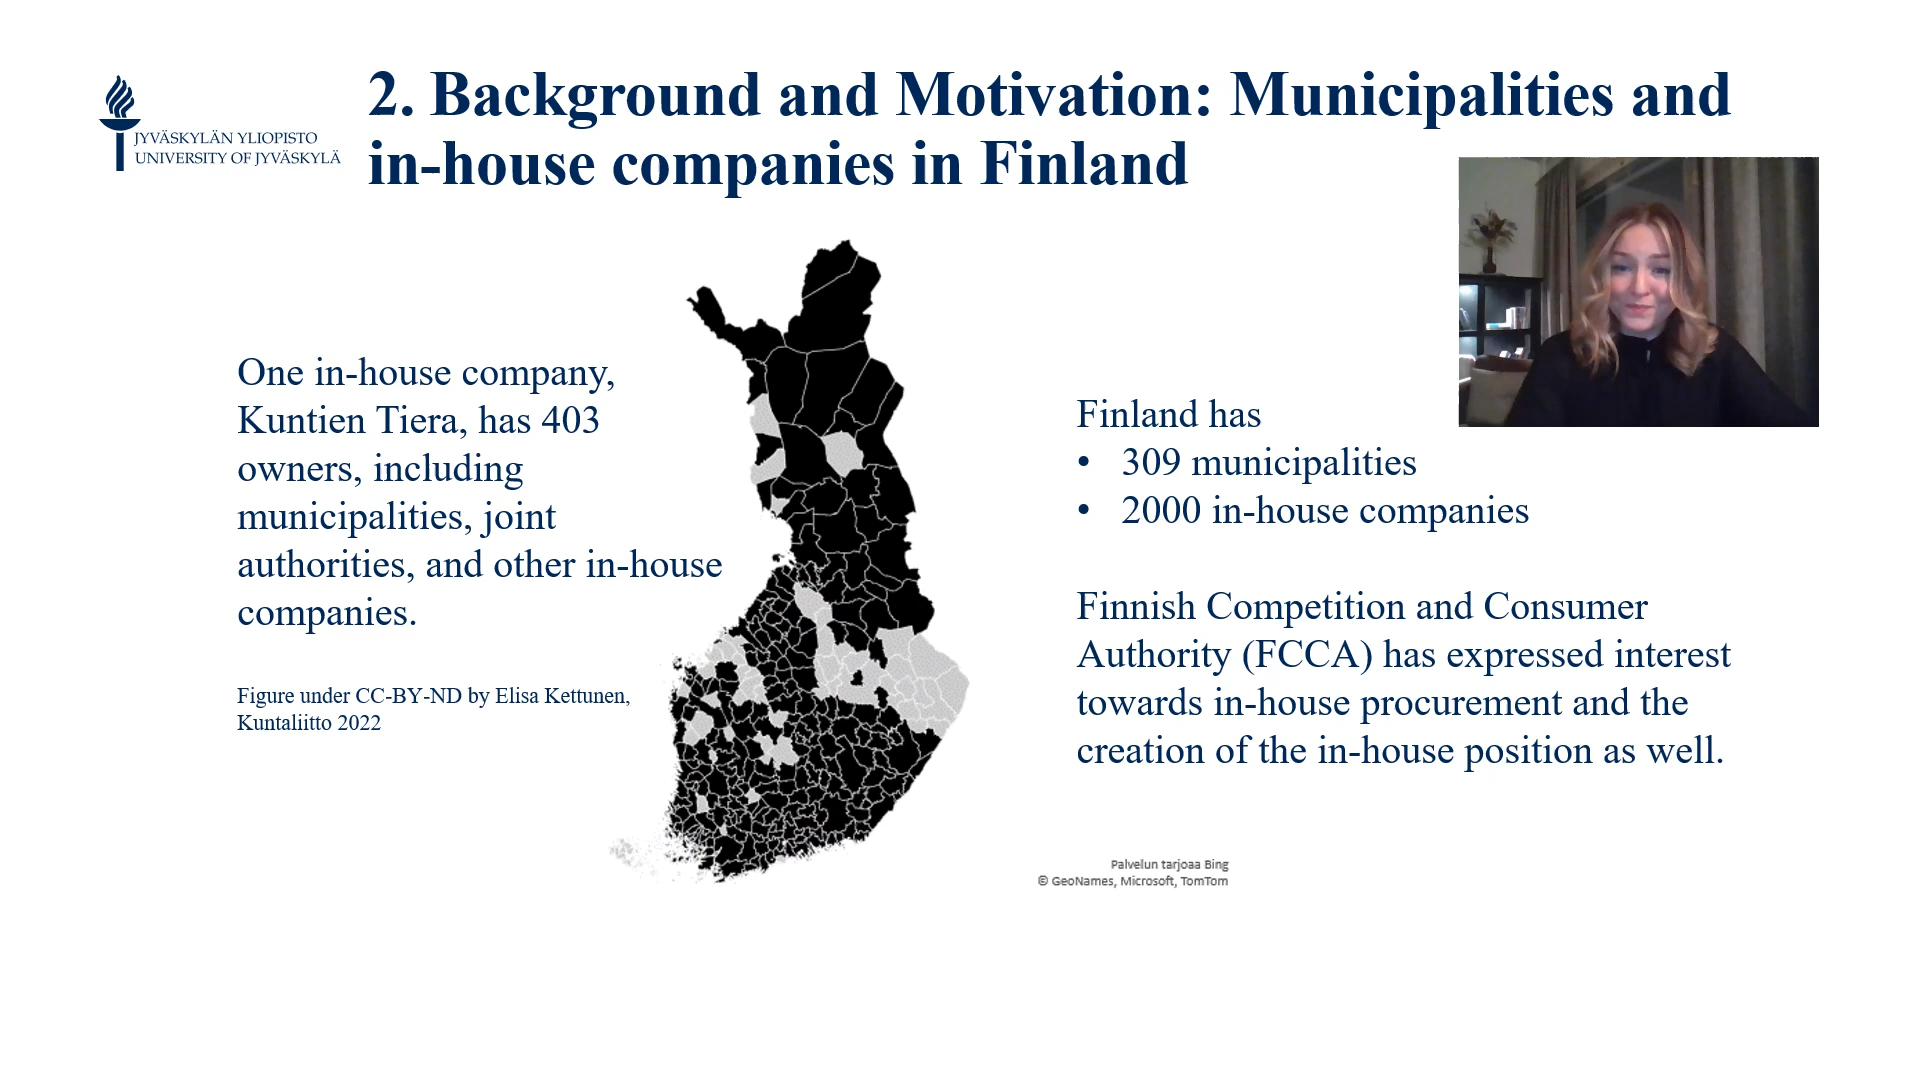 JYVÄSKYLÄN YLIOPISTO
UNIVERSITY OF JYVÄSKYLÄ
2. Background and Motivation: Municipalities and
in-house companies in Finland
One in-house company,
Kuntien Tiera, has 403
owners, including
municipalities, joint
authorities, and other in-house
companies.
Figure under CC-BY-ND by Elisa Kettunen,
Kuntaliitto 2022
Finland has
• 309 municipalities
• 2000 in-house companies
Finnish Competition and Consumer
Authority (FCCA) has expressed interest
towards in-house procurement and the
creation of the in-house position as well.
Palvelun tarjoaa Bing
© GeoNames, Microsoft, TomTom